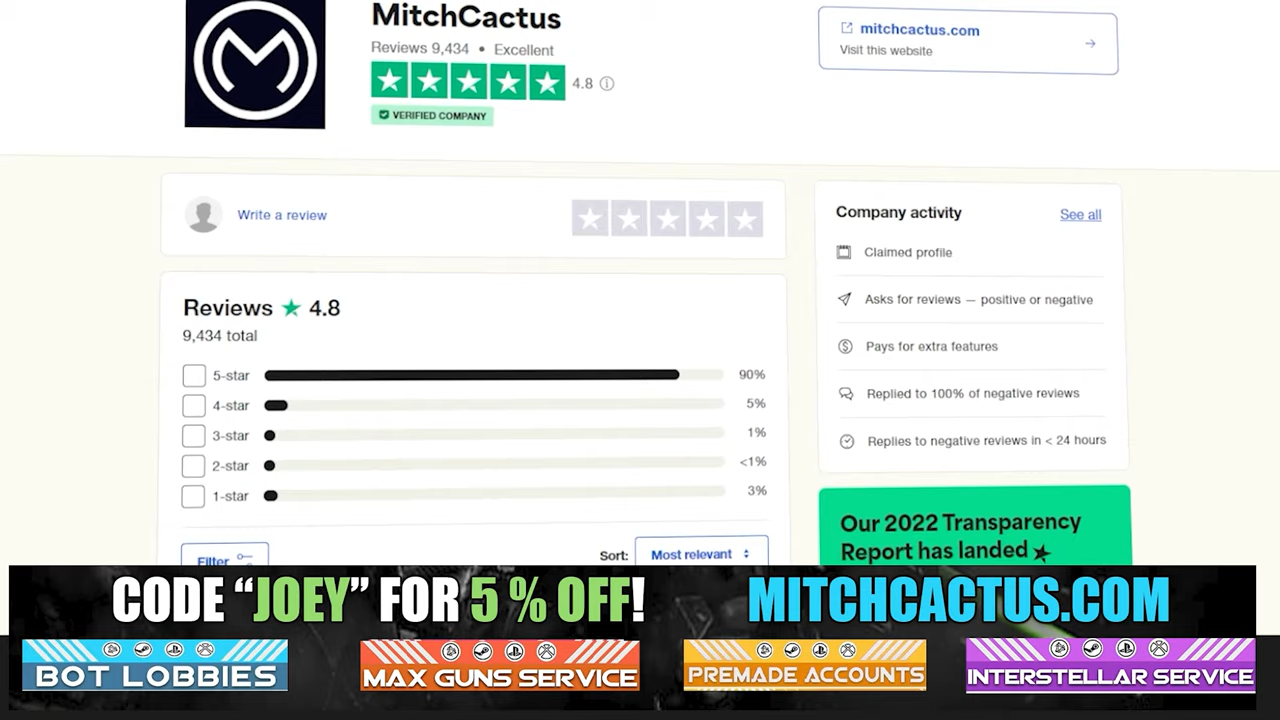 MitchCactus
Reviews 9,434 • Excellent
4.8
VERIFIED COMPANY
mitchcactus.com
Visit this website
Write a review
Company activity
See all
Claimed profile
Asks for reviews — positive or negative
Pays for extra features
Replied to 100% of negative reviews
Replies to negative reviews in < 24 hours
Reviews ★ 4.8
9,434 total
5-star 90%
4-star 5%
3-star 1%
2-star <1%
1-star 3%
Filter
Sort: Most relevant
Our 2022 Transparency
Report has landed
CODE “JOEY” FOR 5 % OFF!
MITCHCACTUS.COM
BOT LOBBIES
MAX GUNS SERVICE
PREMADE ACCOUNTS
INTERSTELLAR SERVICE